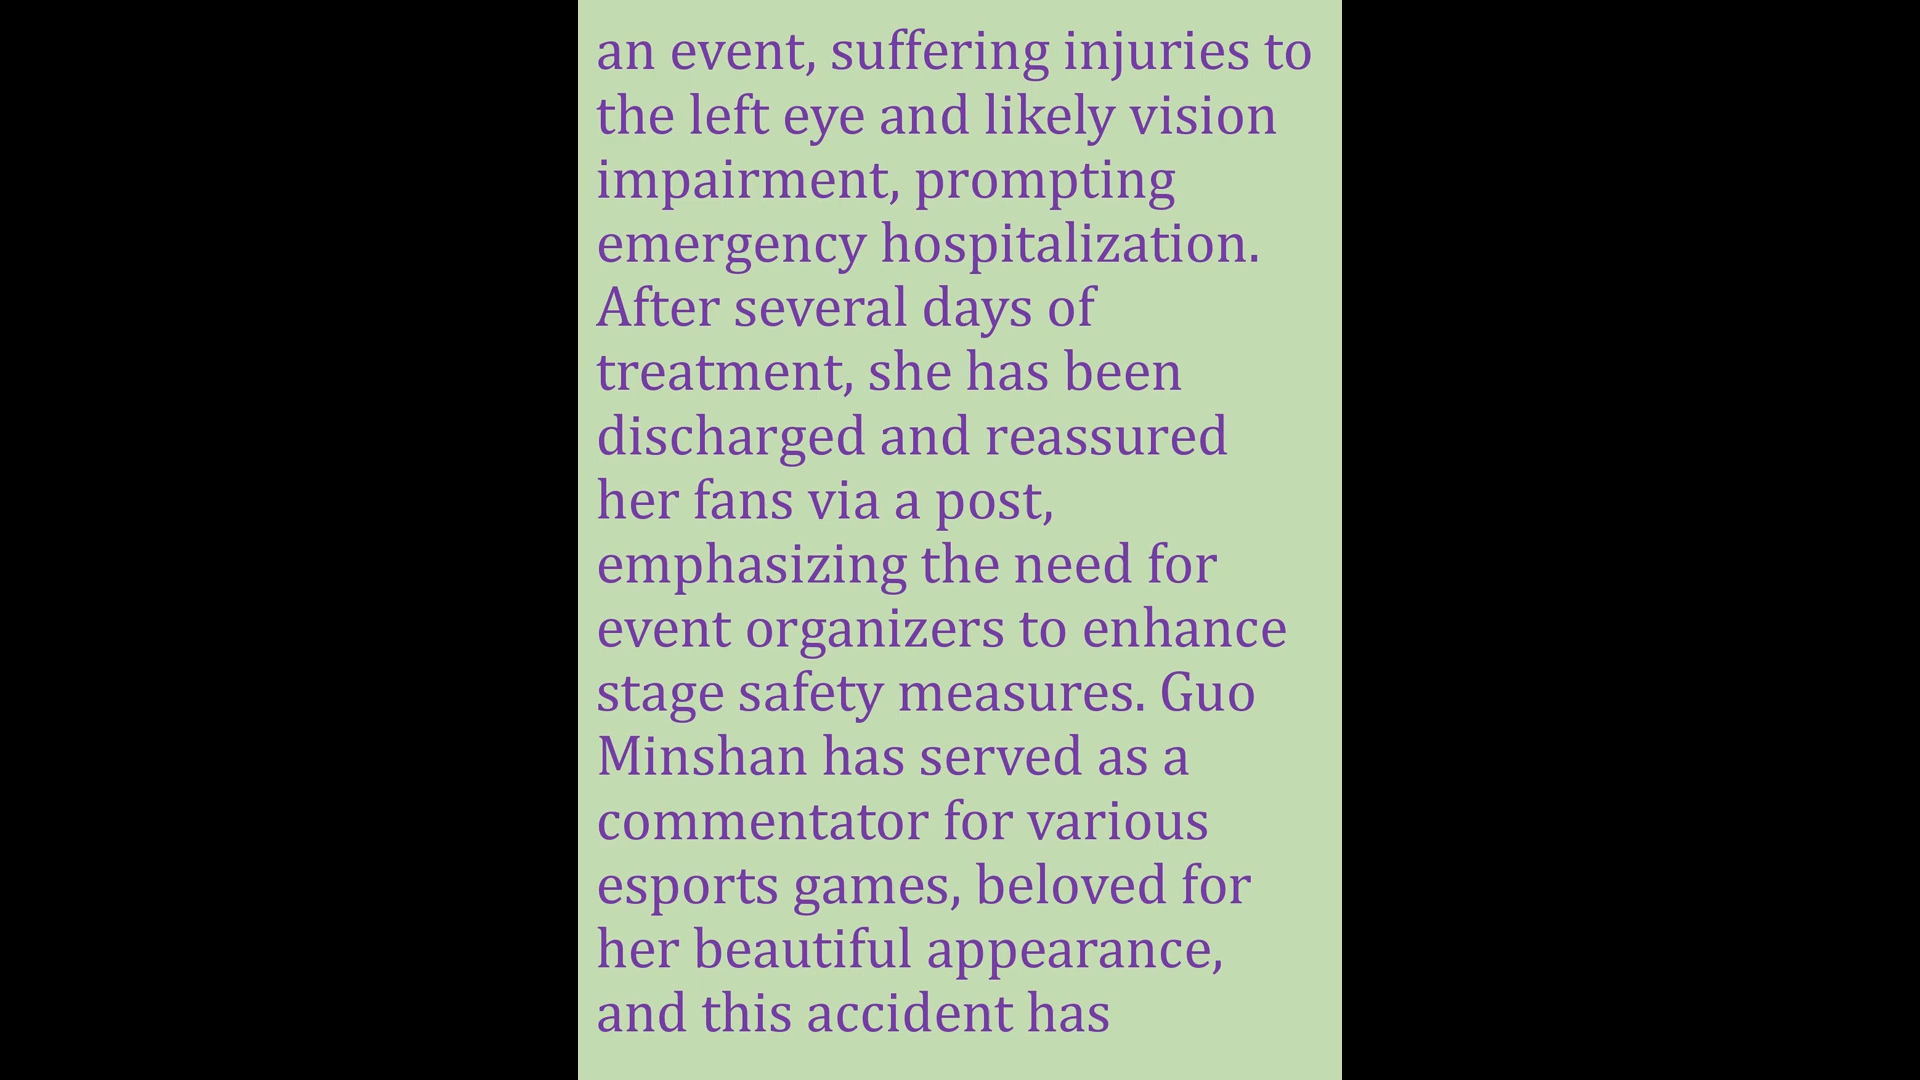 an event, suffering injuries to
the left eye and likely vision
impairment, prompting
emergency hospitalization.
After several days of
treatment, she has been
discharged and reassured
her fans via a post,
emphasizing the need for
event organizers to enhance
stage safety measures. Guo
Minshan has served as a
commentator for various
esports games, beloved for
her beautiful appearance,
and this accident has